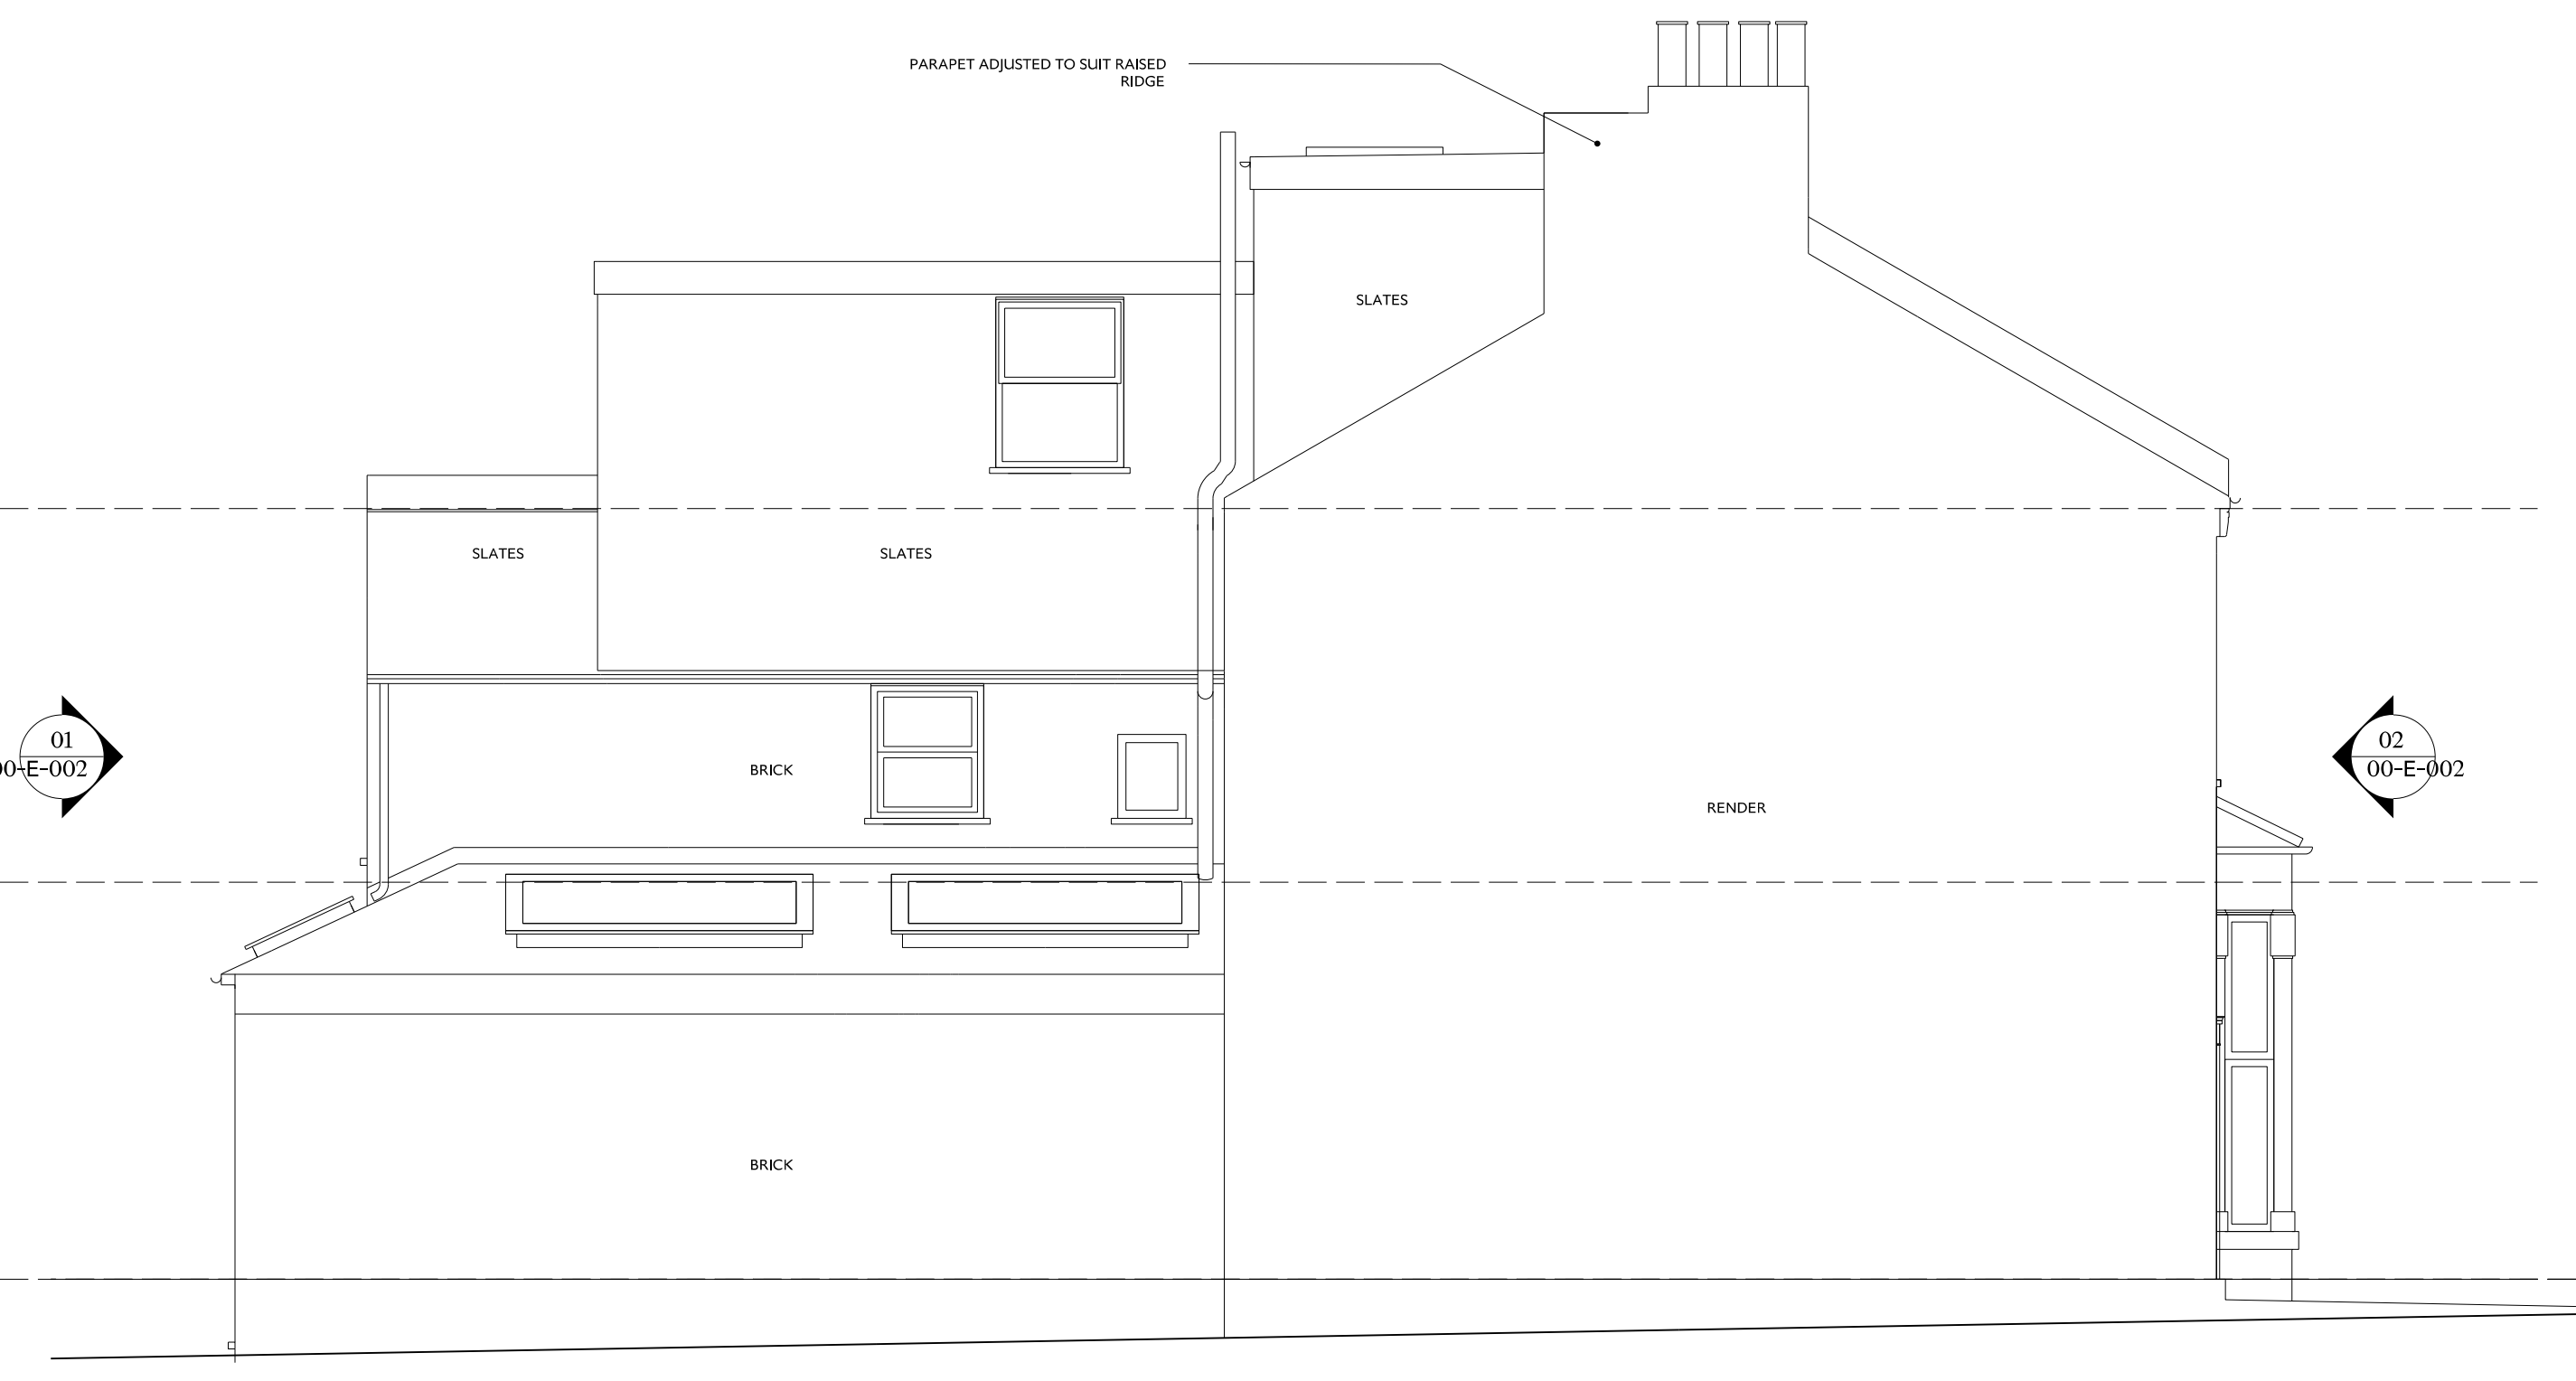 PARAPET ADJUSTED TO SUIT RAISED
RIDGE
SLATES
SLATES
SLATES
01
00-E-002
BRICK
02
00-E-002
RENDER
BRICK